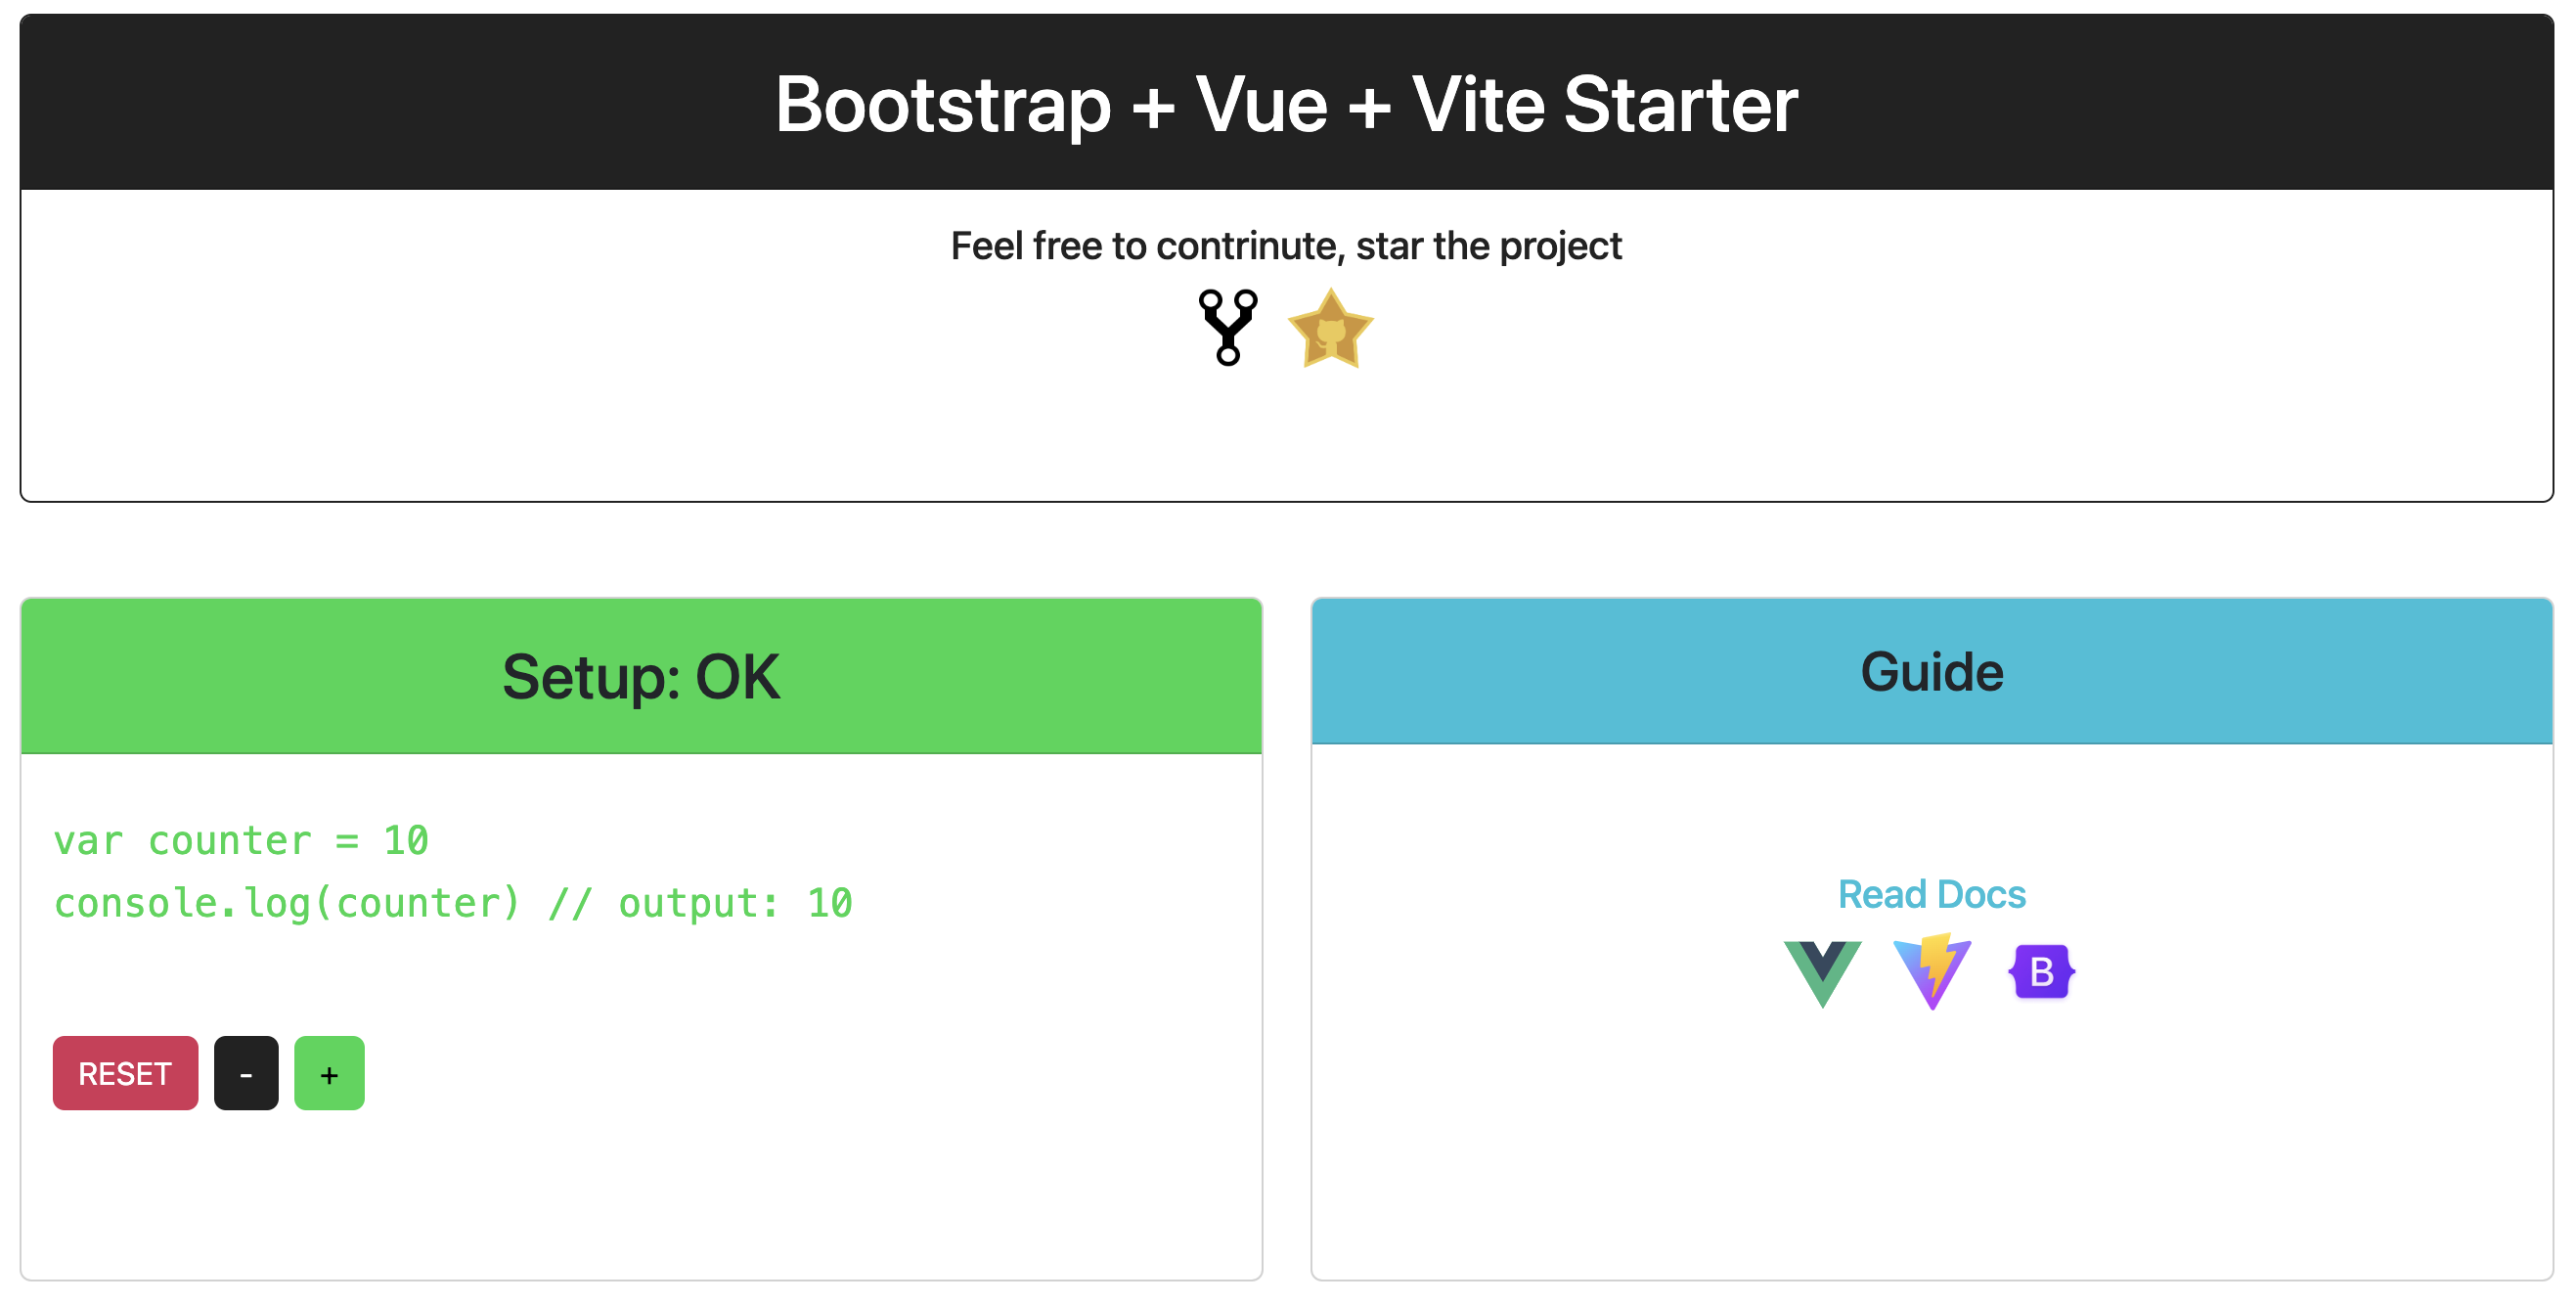 Bootstrap + Vue + Vite Starter
Feel free to contrinute, star the project
Setup: OK
var counter = 10
console.log(counter) // output: 10
RESET - +
Guide
Read Docs
B